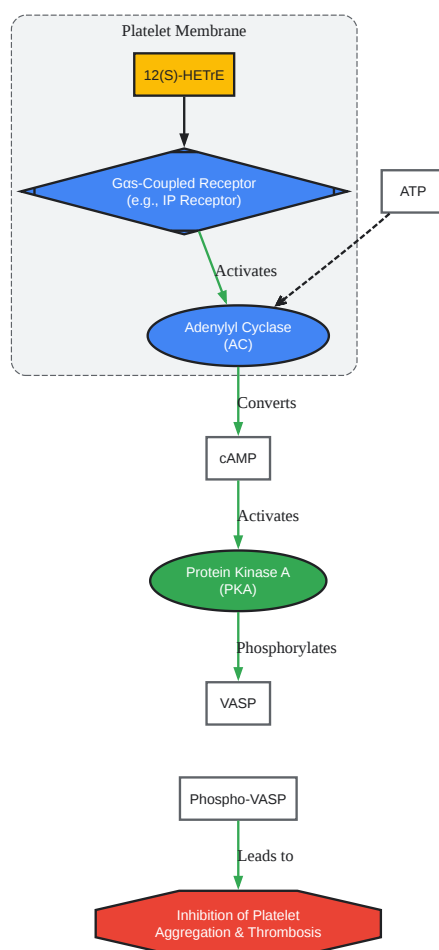 Platelet Membrane
12(S)-HETrE
Gαs-Coupled Receptor
(e.g., IP Receptor)
ATP
Activates
Adenylyl Cyclase
(AC)
Converts
cAMP
Activates
Protein Kinase A
(PKA)
Phosphorylates
VASP
Phospho-VASP
Leads to
Inhibition of Platelet
Aggregation & Thrombosis